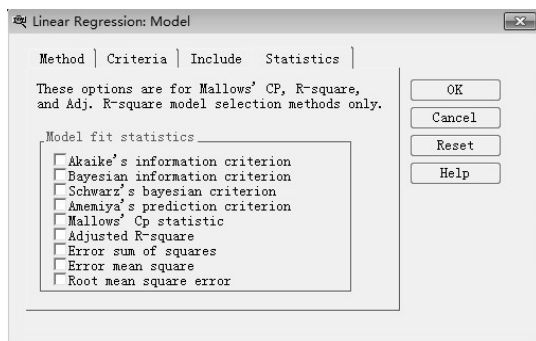 Linear Regression: Model
Method Criteria Include Statistics
These options are for Mallows' CP, R-square,
and Adj. R-square model selection methods only.
Model fit statistics
Akaike's information criterion
Bayesian information criterion
Schwarz's bayesian criterion
Amemiya's prediction criterion
Mallows' Cp statistic
Adjusted R-square
Error sum of squares
Error mean square
Root mean square error
OK
Cancel
Reset
Help